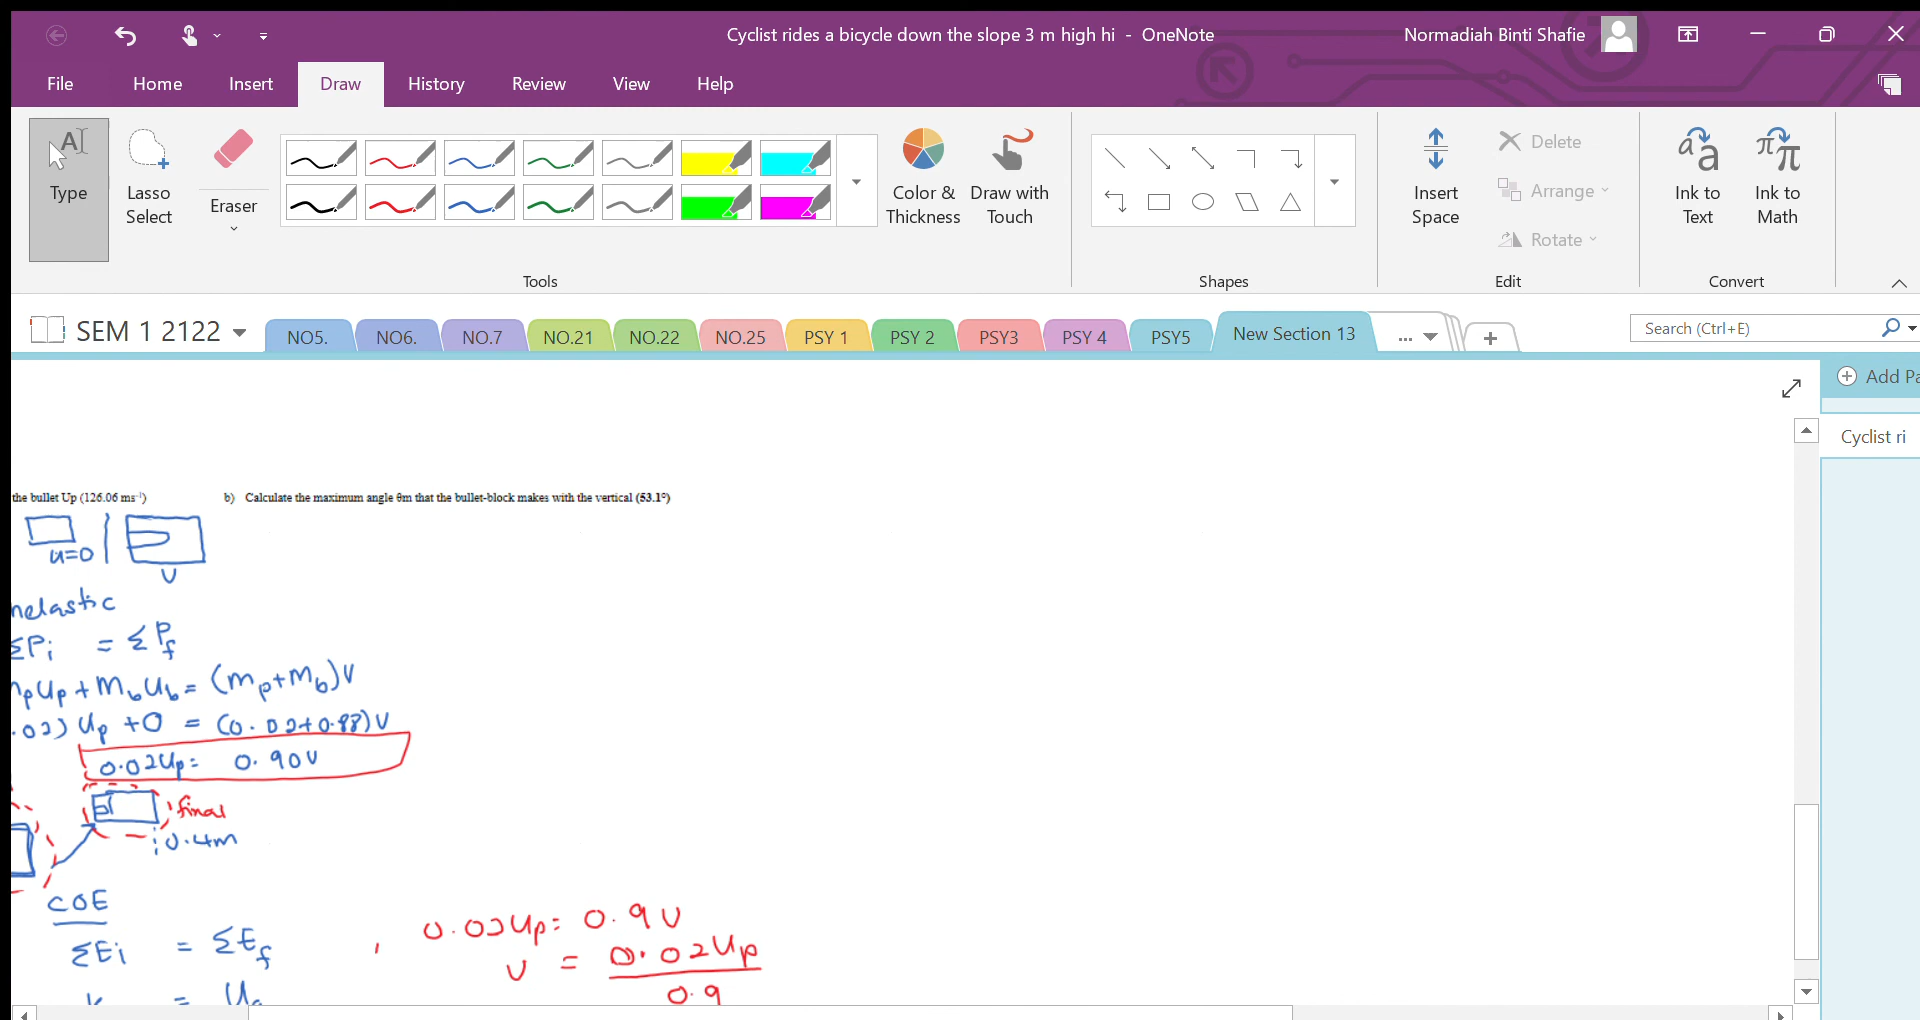 Cyclist rides a bicycle down the slope 3 m high hi - OneNote
Normadiah Binti Shafie
File Home Insert Draw History Review View Help
Type
Lasso Select
Eraser
Color & Thickness
Draw with Touch
Insert Space
Delete
Arrange
Rotate
Ink to Text
Ink to Math
Tools Shapes Edit Convert
SEM 1 2122 NO5. NO6. NO.7 NO.21 NO.22 NO.25 PSY 1 PSY 2 PSY3 PSY 4 PSY5 New Section 13 ... +
Search (Ctrl+E)
Add Pa
Cyclist ri
the bullet Up (126.06 ms⁻¹) b) Calculate the maximum angle θm that the bullet-block makes with the vertical (53.1°)
u=0
v
nelastic
ΣPi = ΣPf
mpUp + mbUb = (mp+mb)V
.02) Up +0 = (0.02+0.88)V
0.02Up = 0.90V
final
0.4m
COE
ΣEi = ΣEf
k = U
0.02Up = 0.9V
V = 0.02Up
0.9